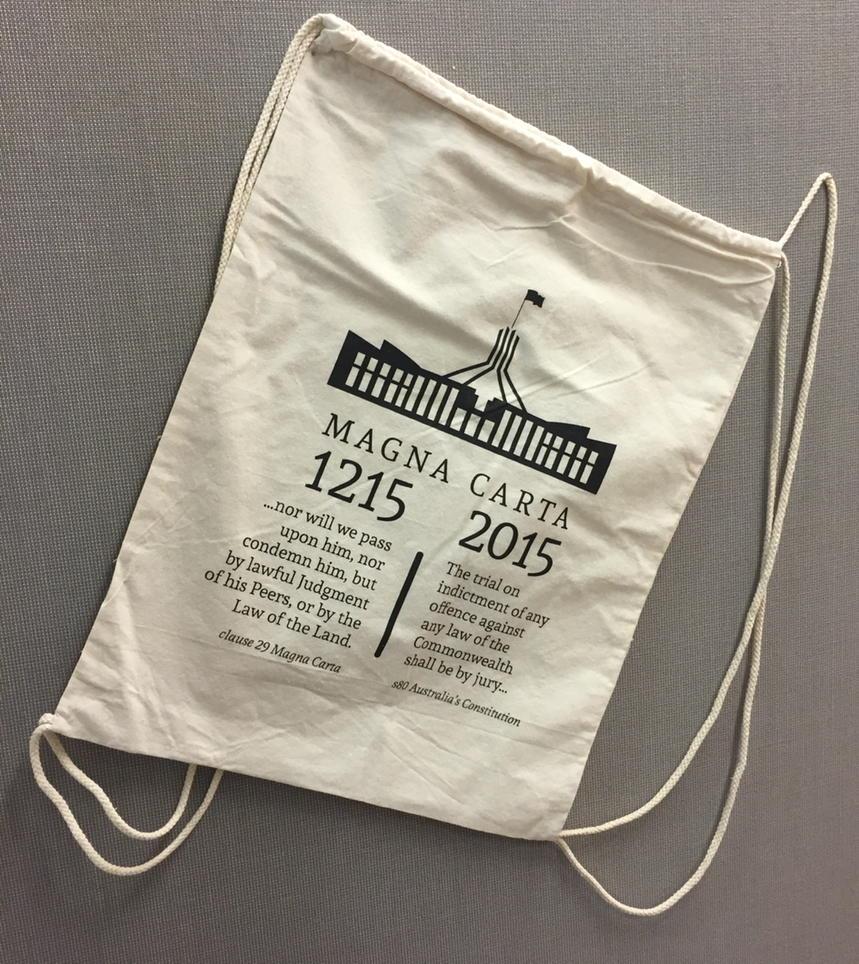 MAGNA CARTA
1215
...nor will we pass
upon him, nor
condemn him, but
by lawful Judgment
of his Peers, or by the
Law of the Land.
clause 29 Magna Carta
2015
The trial on
indictment of any
offence against
any law of the
Commonwealth
shall be by jury...
s80 Australia's Constitution